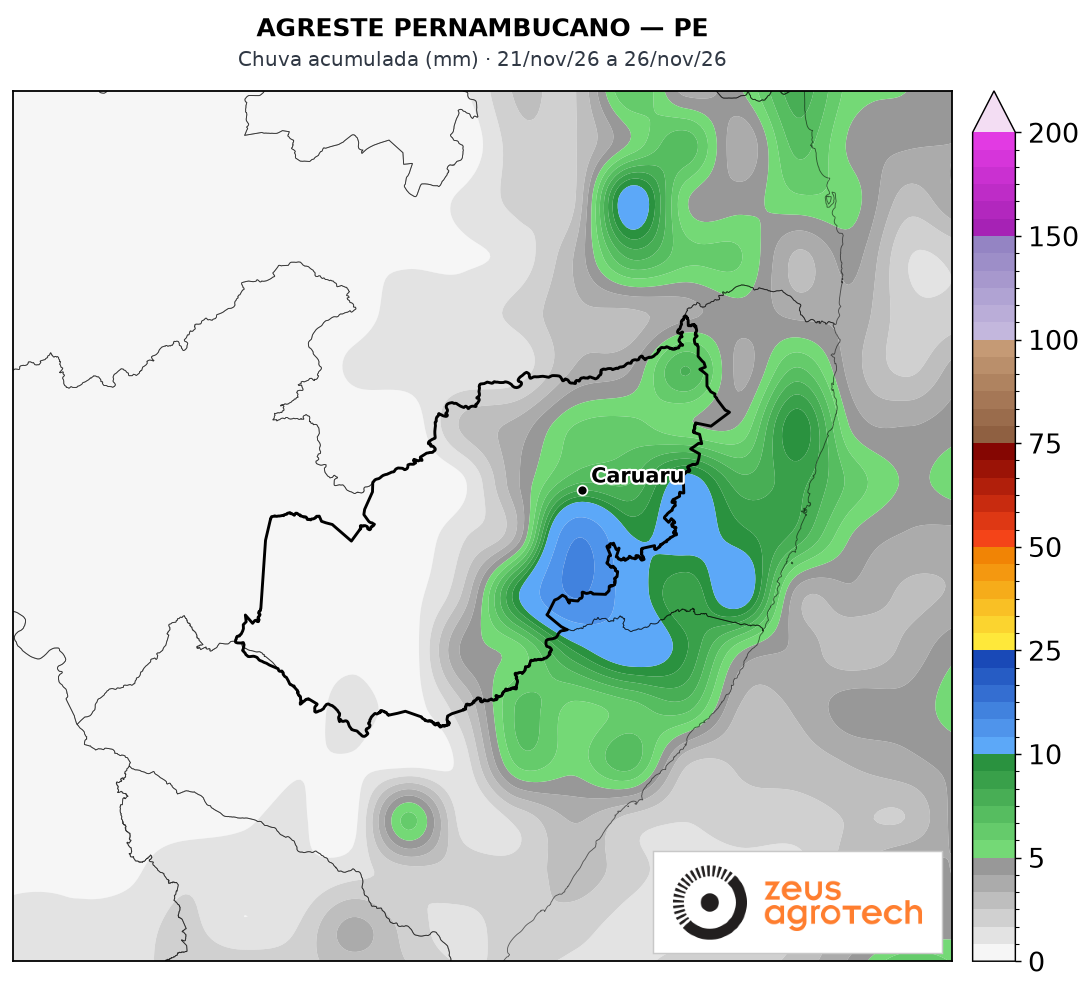 AGRESTE PERNAMBUCANO — PE
Chuva acumulada (mm) · 21/nov/26 a 26/nov/26
200
150
100
75
50
25
10
5
0
Caruaru
zeus
agrotech